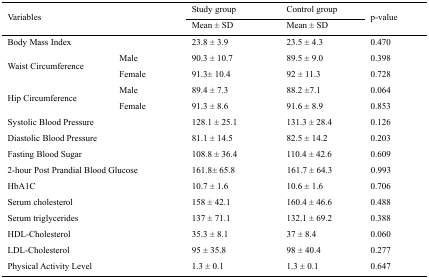 Variables Study group Control group p-value
Mean ± SD Mean ± SD
Body Mass Index 23.8 ± 3.9 23.5 ± 4.3 0.470
Waist Circumference Male 90.3 ± 10.7 89.5 ± 9.0 0.398
Female 91.3± 10.4 92 ± 11.3 0.728
Hip Circumference Male 89.4 ± 7.3 88.2 ±7.1 0.064
Female 91.3 ± 8.6 91.6 ± 8.9 0.853
Systolic Blood Pressure 128.1 ± 25.1 131.3 ± 28.4 0.126
Diastolic Blood Pressure 81.1 ± 14.5 82.5 ± 14.2 0.203
Fasting Blood Sugar 108.8 ± 36.4 110.4 ± 42.6 0.609
2-hour Post Prandial Blood Glucose 161.8± 65.8 161.7 ± 64.3 0.993
HbA1C 10.7 ± 1.6 10.6 ± 1.6 0.706
Serum cholesterol 158 ± 42.1 160.4 ± 46.6 0.488
Serum triglycerides 137 ± 71.1 132.1 ± 69.2 0.388
HDL-Cholesterol 35.3 ± 8.1 37 ± 8.4 0.060
LDL-Cholesterol 95 ± 35.8 98 ± 40.4 0.277
Physical Activity Level 1.3 ± 0.1 1.3 ± 0.1 0.647